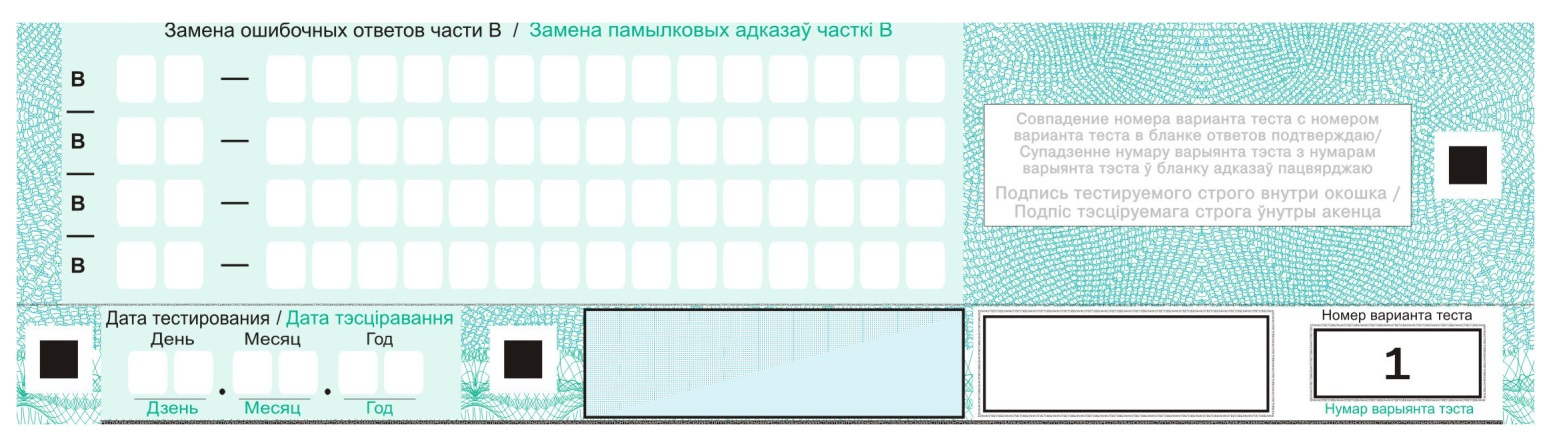 Замена ошибочных ответов части В / Замена памылковых адказаў часткі В
В —
В —
В —
В —
Совпадение номера варианта теста с номером
варианта теста в бланке ответов подтверждаю/
Супадзенне нумару варыянта тэста з нумарам
варыянта тэста ў бланку адказаў пацвярджаю
Подпись тестируемого строго внутри окошка /
Подпіс тэсціруемага строга ўнутры акенца
Дата тестирования / Дата тэсціравання
День Месяц Год
. .
Дзень Месяц Год
Номер варианта теста
1
Нумар варыянта тэста